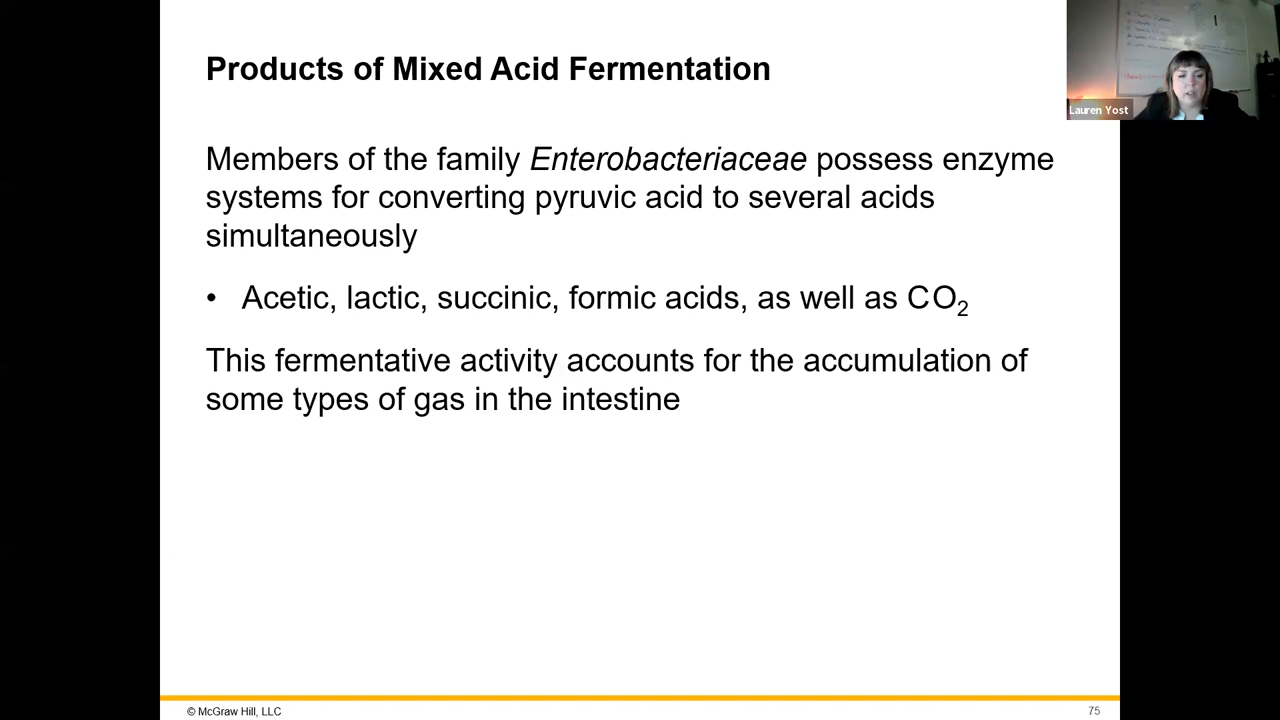 Products of Mixed Acid Fermentation
Lauren Yost
Members of the family Enterobacteriaceae possess enzyme
systems for converting pyruvic acid to several acids
simultaneously
• Acetic, lactic, succinic, formic acids, as well as CO₂
This fermentative activity accounts for the accumulation of
some types of gas in the intestine
© McGraw Hill, LLC
75